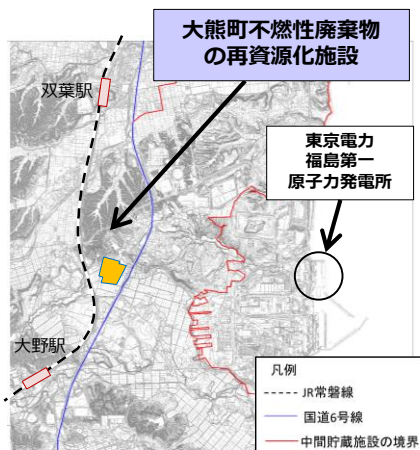 大熊町不燃性廃棄物
の再資源化施設
双葉駅
東京電力
福島第一
原子力発電所
大野駅
凡例
JR常磐線
国道6号線
中間貯蔵施設の境界